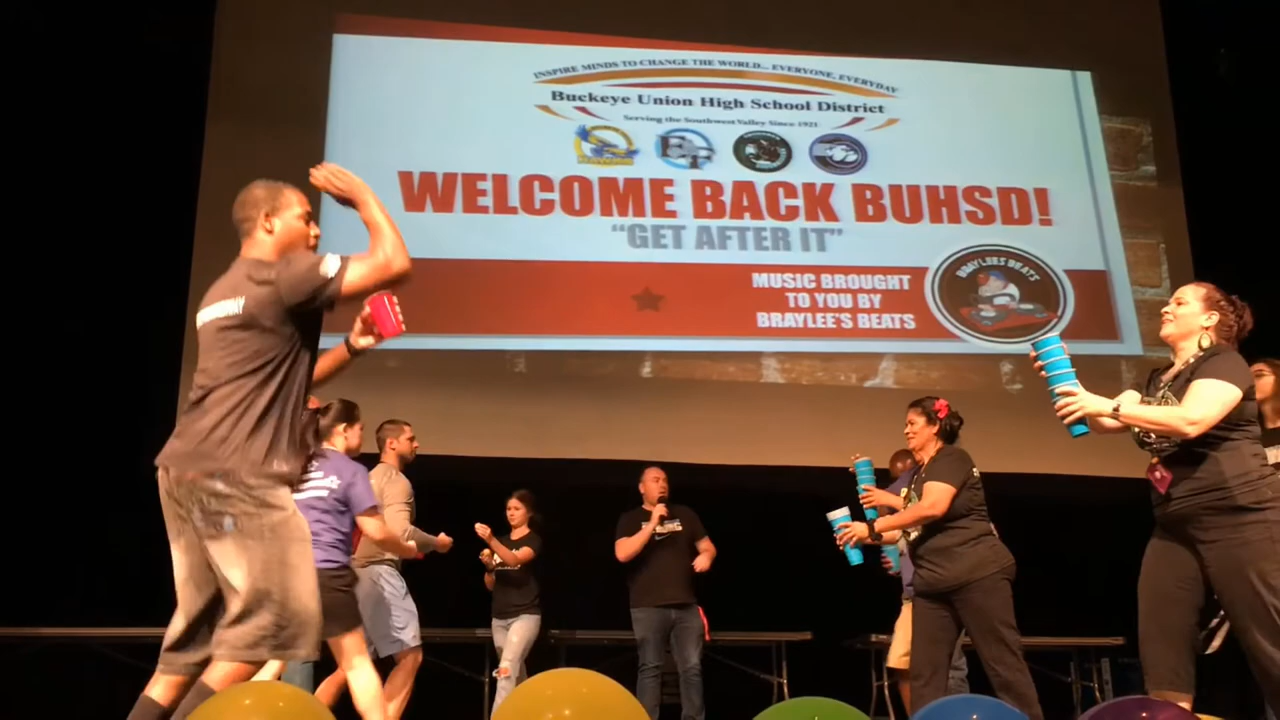 INSPIRE MINDS TO CHANGE THE WORLD... EVERYONE, EVERYDAY
Buckeye Union High School District
Serving the Southwest Valley Since 1921
WELCOME BACK BUHSD!
“GET AFTER IT”
MUSIC BROUGHT
TO YOU BY
BRAYLEE'S BEATS
BRAYLEES BEATS